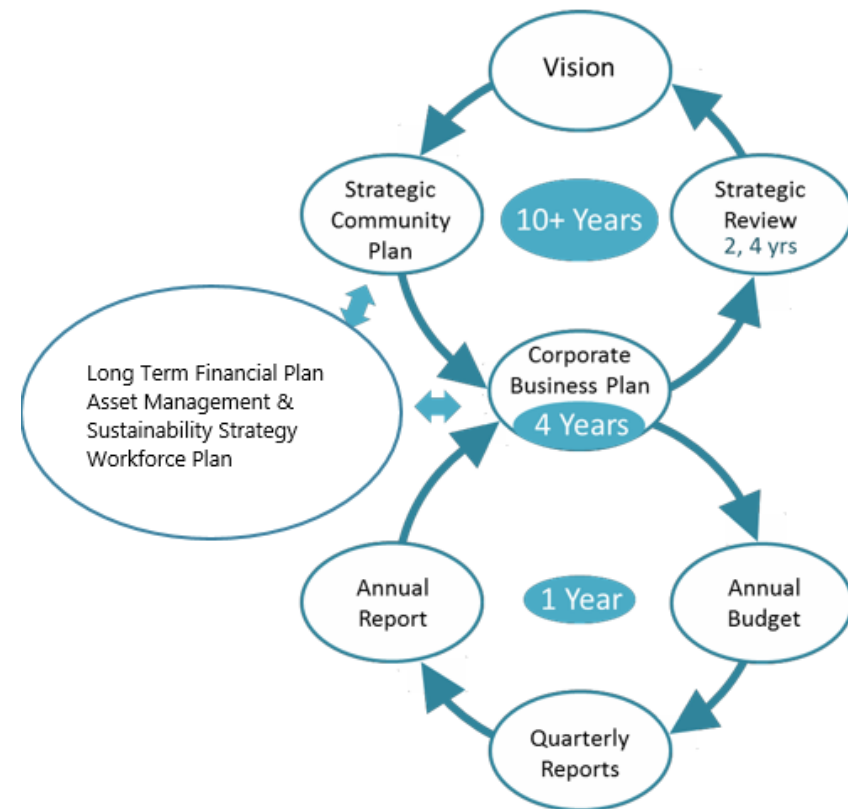 Vision
Strategic
Community
Plan
10+ Years
Strategic
Review
2, 4 yrs
Long Term Financial Plan
Asset Management &
Sustainability Strategy
Workforce Plan
Corporate
Business Plan
4 Years
Annual
Report
1 Year
Annual
Budget
Quarterly
Reports